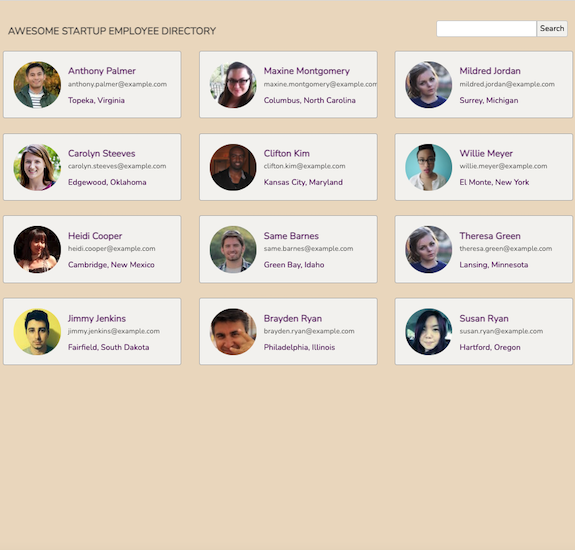 AWESOME STARTUP EMPLOYEE DIRECTORY
Search
Anthony Palmer
anthony.palmer@example.com
Topeka, Virginia
Maxine Montgomery
maxine.montgomery@example.com
Columbus, North Carolina
Mildred Jordan
mildred.jordan@example.com
Surrey, Michigan
Carolyn Steeves
carolyn.steeves@example.com
Edgewood, Oklahoma
Clifton Kim
clifton.kim@example.com
Kansas City, Maryland
Willie Meyer
willie.meyer@example.com
El Monte, New York
Heidi Cooper
heidi.cooper@example.com
Cambridge, New Mexico
Same Barnes
same.barnes@example.com
Green Bay, Idaho
Theresa Green
theresa.green@example.com
Lansing, Minnesota
Jimmy Jenkins
jimmy.jenkins@example.com
Fairfield, South Dakota
Brayden Ryan
brayden.ryan@example.com
Philadelphia, Illinois
Susan Ryan
susan.ryan@example.com
Hartford, Oregon